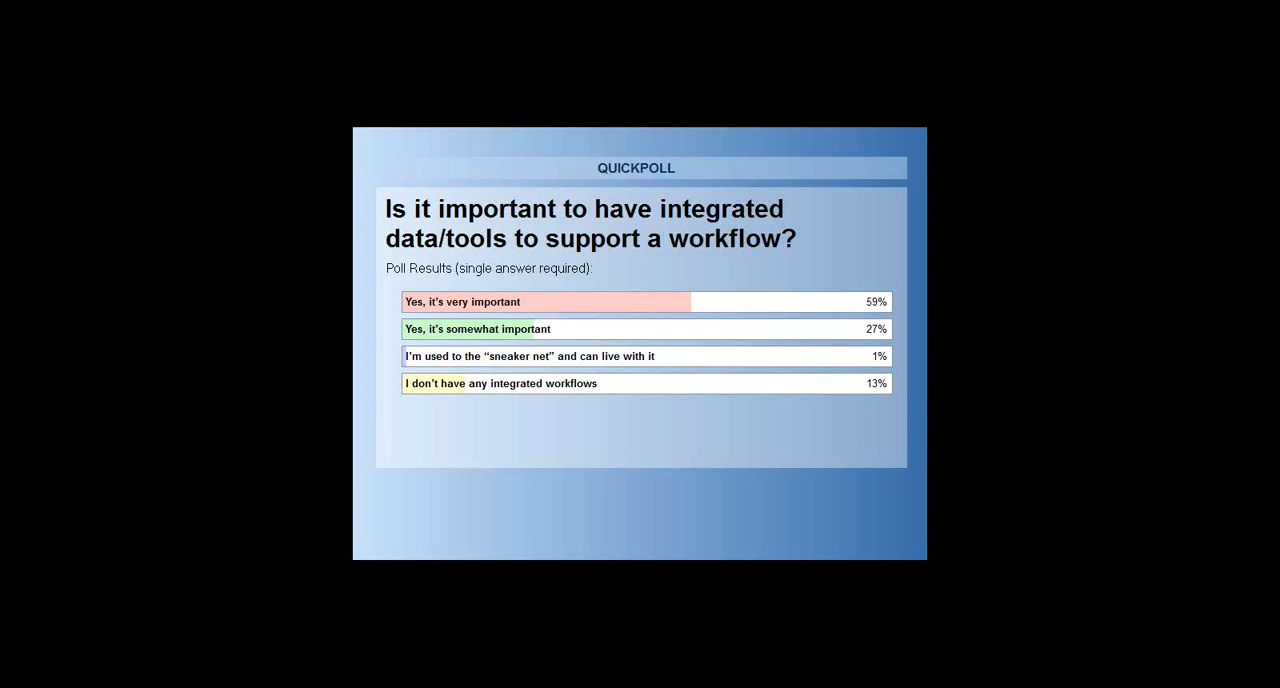 QUICKPOLL
Is it important to have integrated
data/tools to support a workflow?
Poll Results (single answer required):
Yes, it's very important 59%
Yes, it's somewhat important 27%
I'm used to the “sneaker net” and can live with it 1%
I don't have any integrated workflows 13%